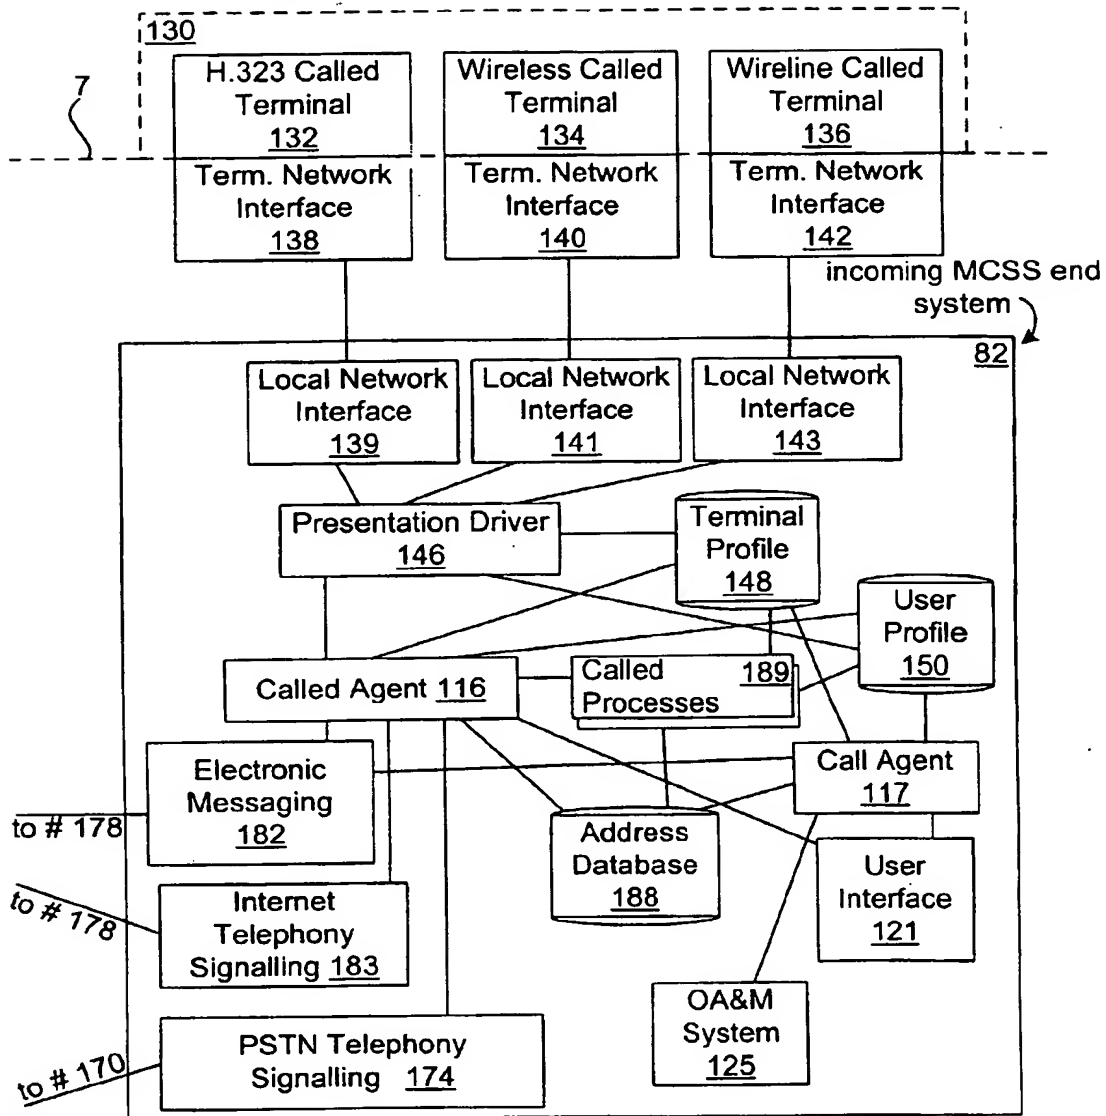 130
H.323 Called
Terminal
132
Wireless Called
Terminal
134
Wireline Called
Terminal
136
7
Term. Network
Interface
138
Term. Network
Interface
140
Term. Network
Interface
142
incoming MCSS end
system
82
Local Network
Interface
139
Local Network
Interface
141
Local Network
Interface
143
Presentation Driver
146
Terminal
Profile
148
User
Profile
150
Called Agent 116
Called
Processes
189
Electronic
Messaging
182
Call Agent
117
to # 178
Address
Database
188
User
Interface
121
Internet
Telephony
Signalling 183
to # 178
OA&M
System
125
PSTN Telephony
Signalling 174
to # 170